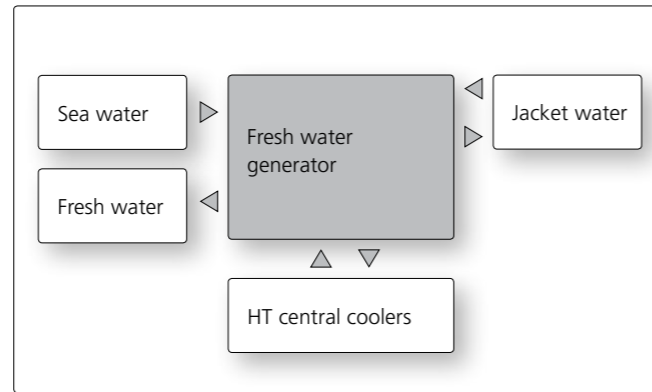 Sea water
Fresh water
generator
Jacket water
Fresh water
HT central coolers